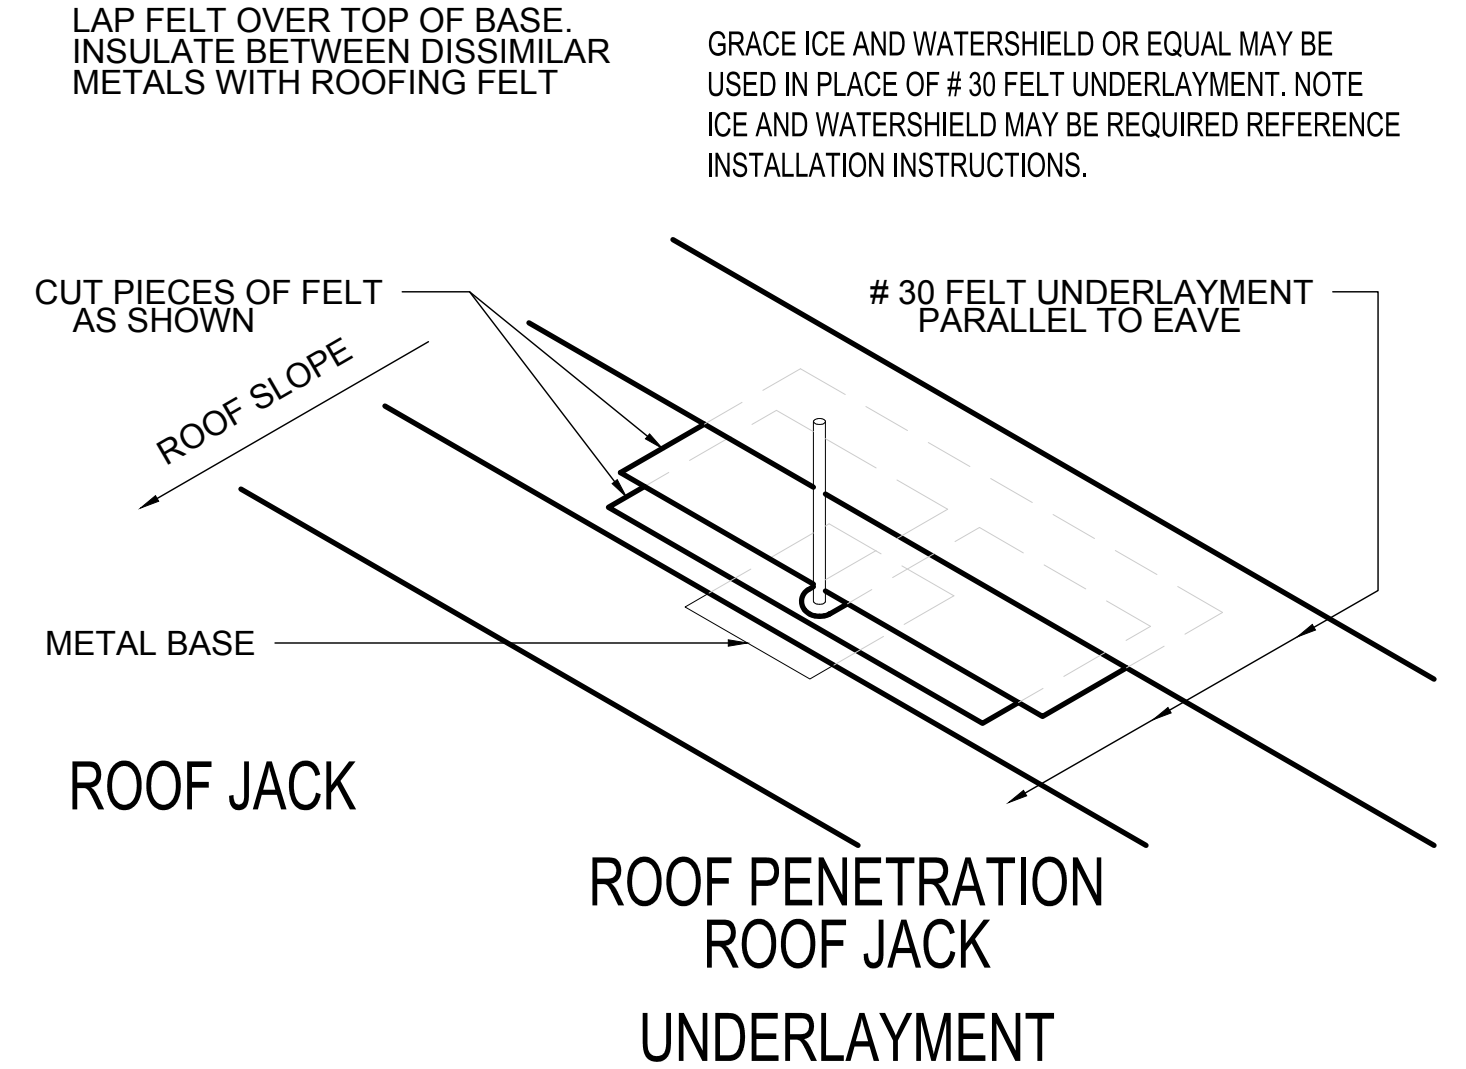 LAP FELT OVER TOP OF BASE.
INSULATE BETWEEN DISSIMILAR
METALS WITH ROOFING FELT
GRACE ICE AND WATERSHIELD OR EQUAL MAY BE
USED IN PLACE OF # 30 FELT UNDERLAYMENT. NOTE
ICE AND WATERSHIELD MAY BE REQUIRED REFERENCE
INSTALLATION INSTRUCTIONS.
CUT PIECES OF FELT
AS SHOWN
# 30 FELT UNDERLAYMENT
PARALLEL TO EAVE
ROOF SLOPE
METAL BASE
ROOF JACK
ROOF PENETRATION
ROOF JACK
UNDERLAYMENT